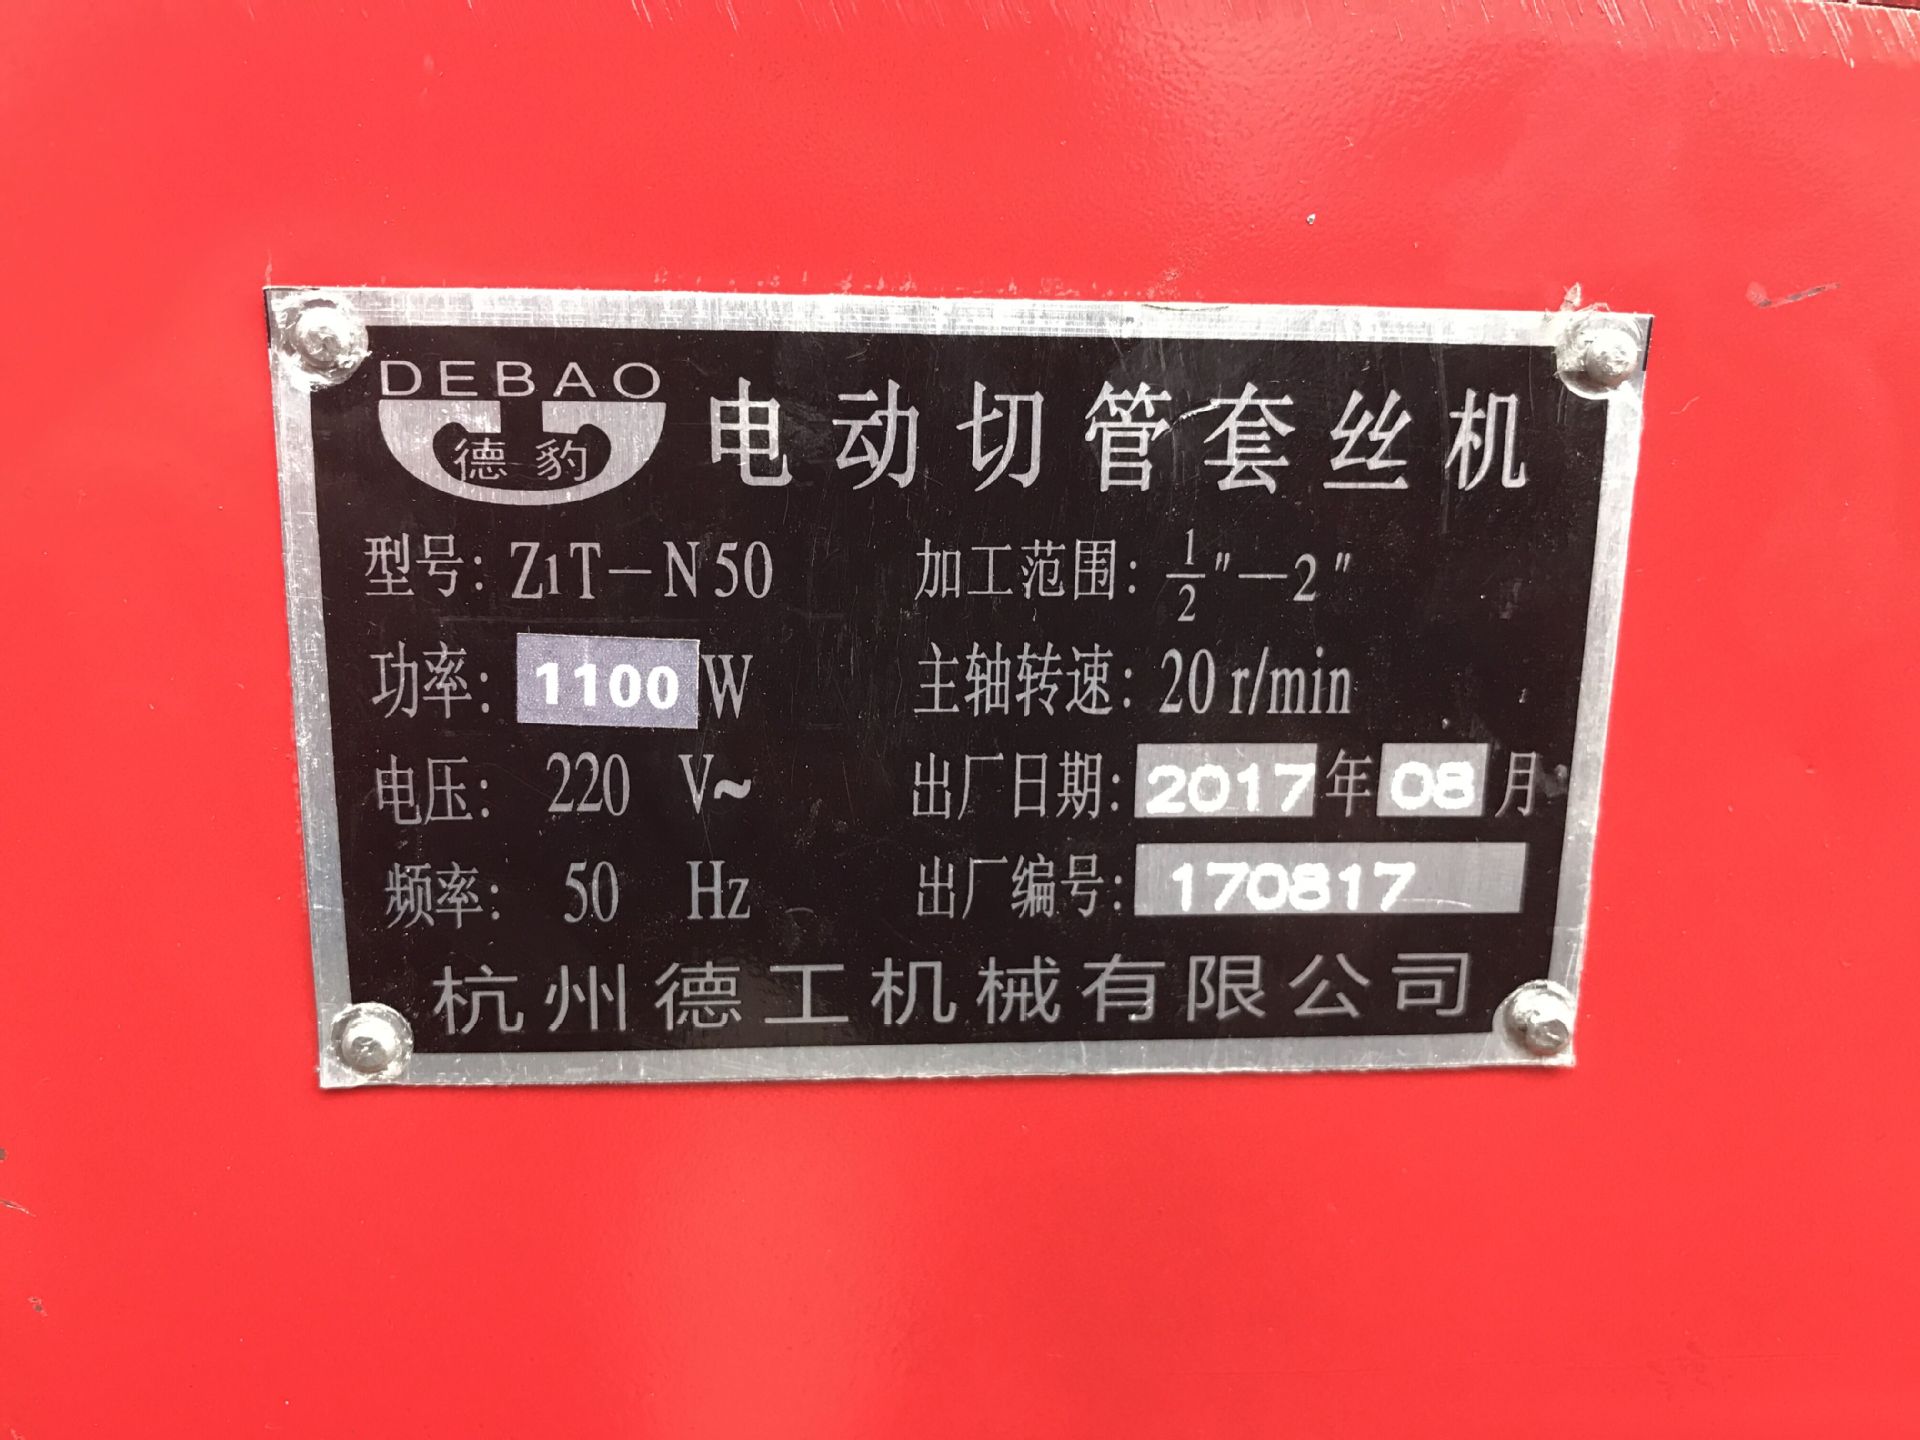 DEBAO
德豹
电动切管套丝机
型号: Z1T-N50 加工范围: 1/2"-2"
功率: 1100 W 主轴转速: 20 r/min
电压: 220 V~ 出厂日期: 2017年08月
频率: 50 Hz 出厂编号: 170817
杭州德工机械有限公司